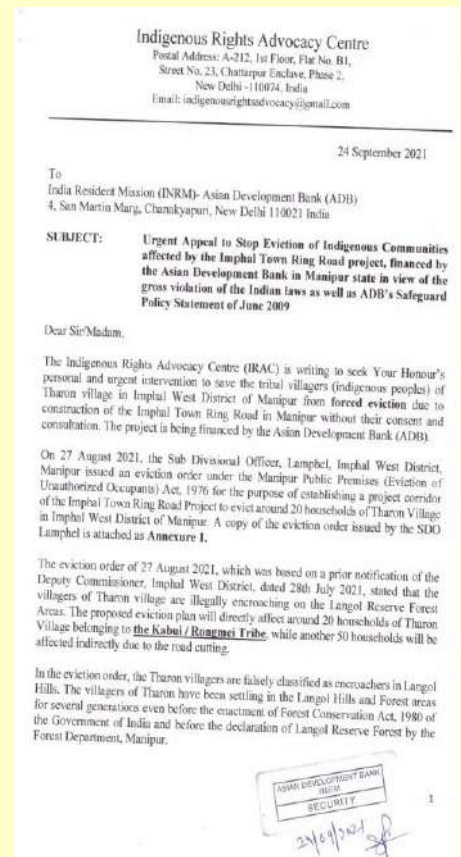 Indigenous Rights Advocacy Centre
Postal Address: A-212, 1st Floor, Flat No. B1,
Street No. 23, Chattarpur Enclave, Phase 2,
New Delhi -110074, India
Email: indigenousrightsadvocacy@gmail.com
24 September 2021
To
India Resident Mission (INRM)- Asian Development Bank (ADB)
4, San Martin Marg, Chanakyapuri, New Delhi 110021 India
SUBJECT: Urgent Appeal to Stop Eviction of Indigenous Communities
affected by the Imphal Town Ring Road project, financed by
the Asian Development Bank in Manipur state in view of the
gross violation of the Indian laws as well as ADB's Safeguard
Policy Statement of June 2009
Dear Sir/Madam,
The Indigenous Rights Advocacy Centre (IRAC) is writing to seek Your Honour's
personal and urgent intervention to save the tribal villagers (indigenous peoples) of
Tharon village in Imphal West District of Manipur from forced eviction due to
construction of the Imphal Town Ring Road in Manipur without their consent and
consultation. The project is being financed by the Asian Development Bank (ADB).
On 27 August 2021, the Sub Divisional Officer, Lamphel, Imphal West District,
Manipur issued an eviction order under the Manipur Public Premises (Eviction of
Unauthorized Occupants) Act, 1976 for the purpose of establishing a project corridor
of the Imphal Town Ring Road Project to evict around 20 households of Tharon Village
in Imphal West District of Manipur. A copy of the eviction order issued by the SDO
Lamphel is attached as Annexure I.
The eviction order of 27 August 2021, which was based on a prior notification of the
Deputy Commissioner, Imphal West District, dated 28th July 2021, stated that the
villagers of Tharon village are illegally encroaching on the Langol Reserve Forest
Areas. The proposed eviction plan will directly affect around 20 households of Tharon
Village belonging to the Kabui / Rongmei Tribe, while another 50 households will be
affected indirectly due to the road cutting.
In the eviction order, the Tharon villagers are falsely classified as encroachers in Langol
Hills. The villagers of Tharon have been settling in the Langol Hills and Forest areas
for several generations even before the enactment of Forest Conservation Act, 1980 of
the Government of India and before the declaration of Langol Reserve Forest by the
Forest Department, Manipur.
ASIAN DEVELOPMENT BANK
INRM
SECURITY
1